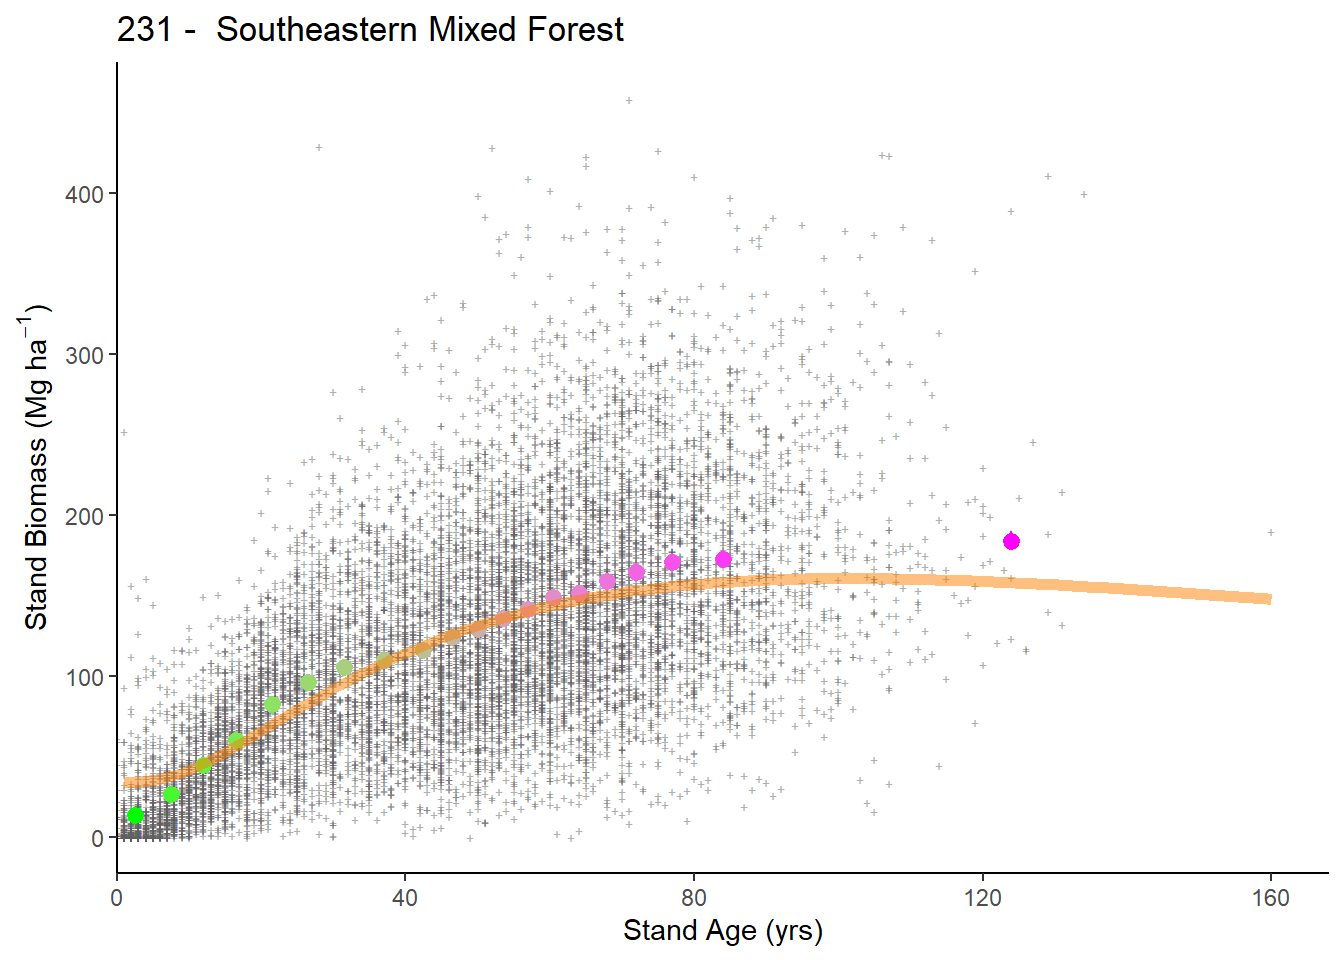 231 -  Southeastern Mixed Forest
Stand Biomass (Mg ha⁻¹)
400
300
200
100
0
0 40 80 120 160
Stand Age (yrs)